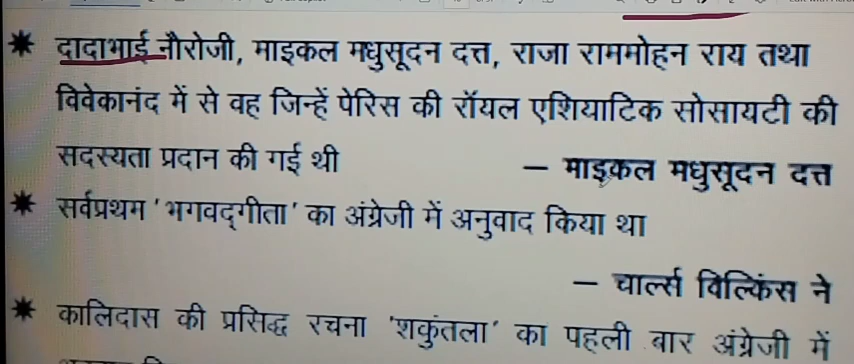 ✷ दादाभाई नौरोजी, माइकल मधुसूदन दत्त, राजा राममोहन राय तथा
विवेकानंद में से वह जिन्हें पेरिस की रॉयल एशियाटिक सोसायटी की
सदस्यता प्रदान की गई थी – माइकल मधुसूदन दत्त
✷ सर्वप्रथम 'भगवद्गीता' का अंग्रेजी में अनुवाद किया था
– चार्ल्स विल्किंस ने
✷ कालिदास की प्रसिद्ध रचना 'शकुंतला' का पहली बार अंग्रेजी में